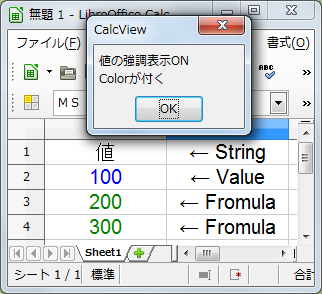 無題 1 - LibreOffice Calc
CalcView
値の強調表示ON
Colorが付く
OK
ファイル(F)
書式(O)
ABC
M S
1 値 ← String
2 100 ← Value
3 200 ← Fromula
4 300 ← Fromula
Sheet1
シート 1 / 1 標準 合計